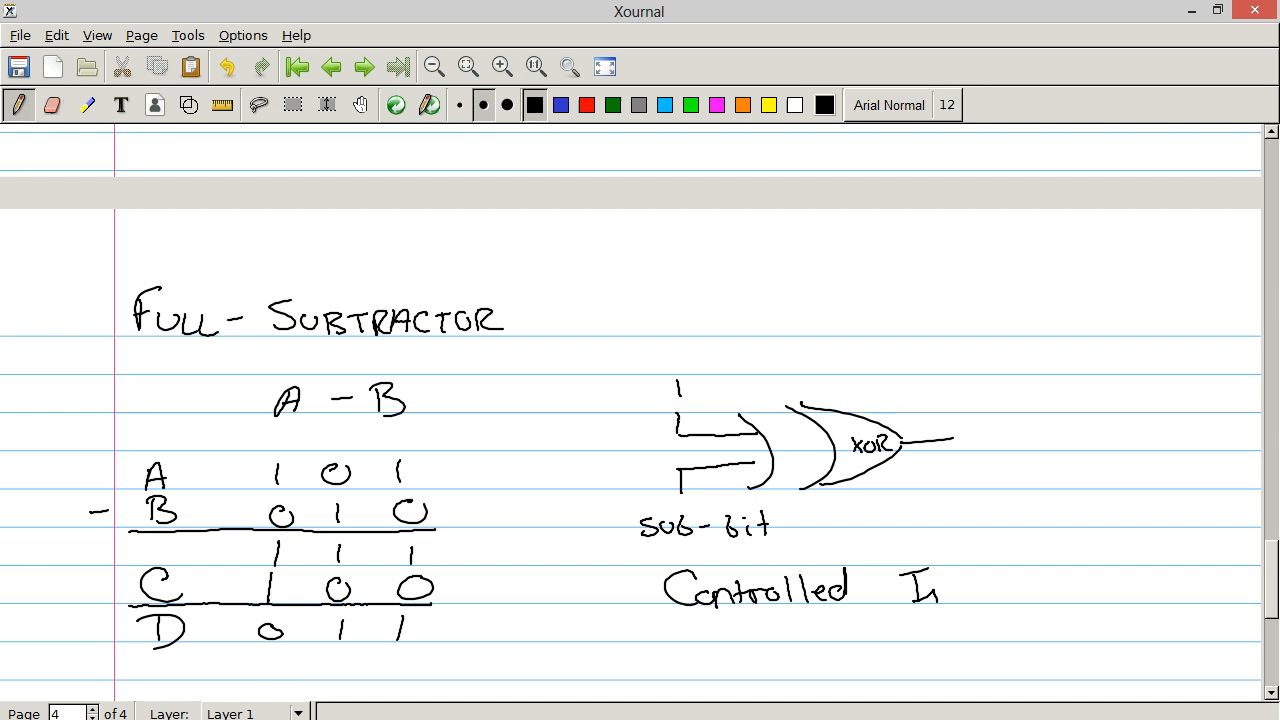 Xournal
File Edit View Page Tools Options Help
Arial Normal 12
FULL - SUBTRACTOR
A - B
A 1 0 1
- B 0 1 0
1 1 1
C 1 0 0
D 0 1 1
1
XOR
sub-bit
Controlled
Page 4 of 4 Layer: Layer 1